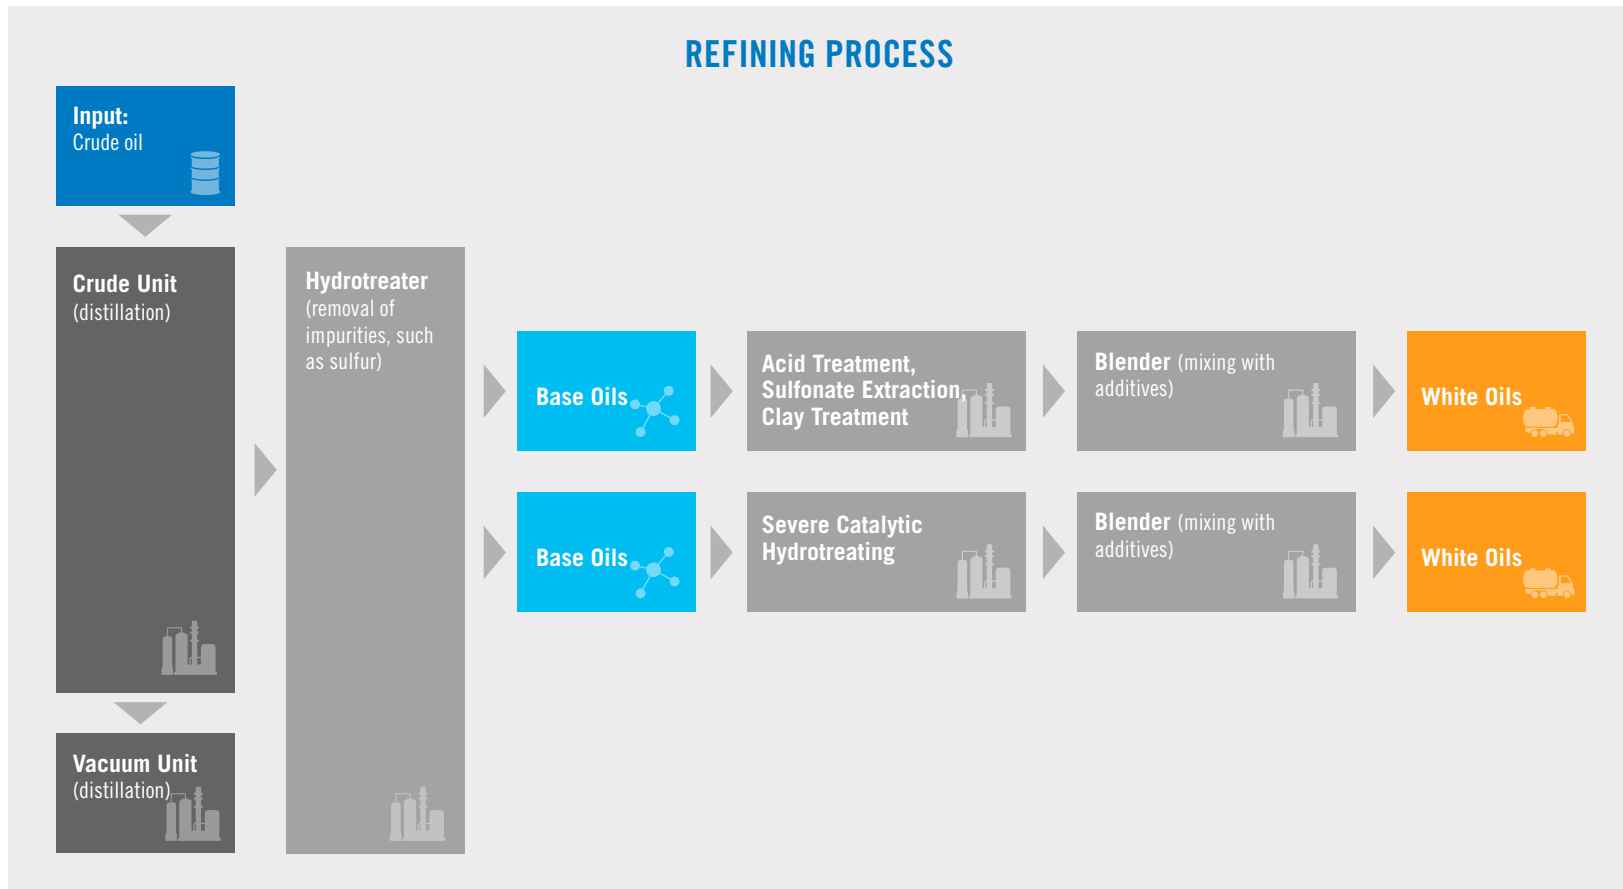 REFINING PROCESS
Input:
Crude oil
Crude Unit
(distillation)
Vacuum Unit
(distillation)
Hydrotreater
(removal of
impurities, such
as sulfur)
Base Oils
Acid Treatment,
Sulfonate Extraction,
Clay Treatment
Blender (mixing with
additives)
White Oils
Base Oils
Severe Catalytic
Hydrotreating
Blender (mixing with
additives)
White Oils